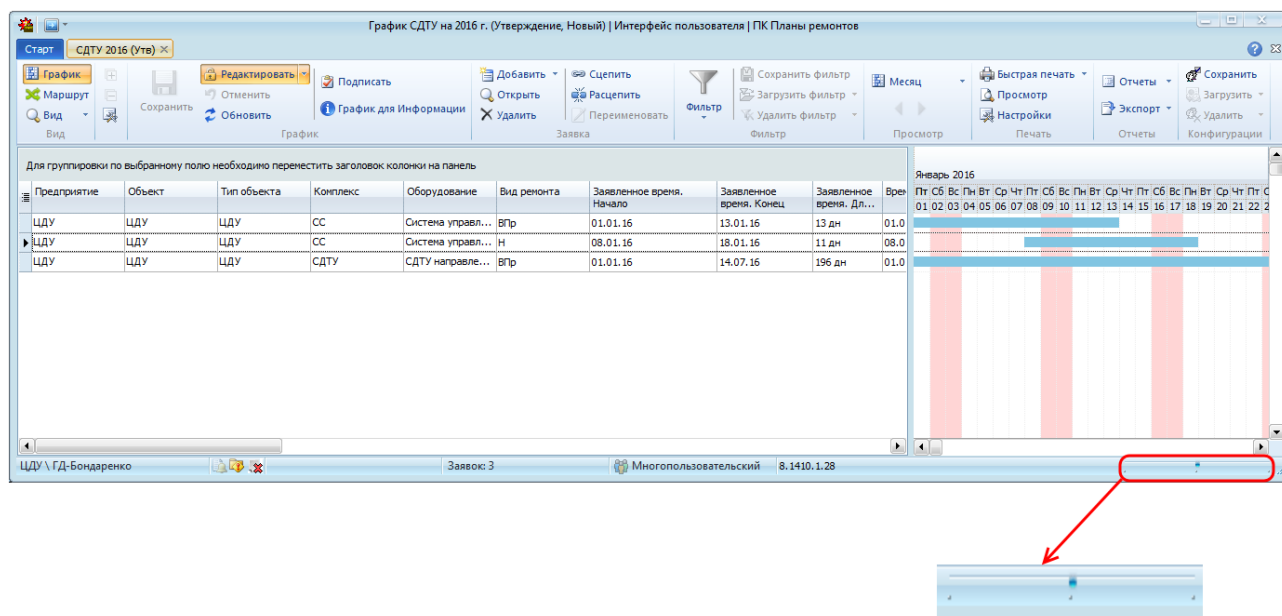 График СДТУ на 2016 г. (Утверждение, Новый) | Интерфейс пользователя | ПК Планы ремонтов
Старт СДТУ 2016 (Утв)
График Редактировать Подписать Добавить Сцепить Сохранить фильтр Месяц Быстрая печать Отчеты Сохранить
Маршрут Сохранить Отменить Открыть Расцепить Фильтр Загрузить фильтр Просмотр Загрузить
Вид Обновить График для Информации Удалить Переименовать Удалить фильтр Настройки Экспорт Удалить
Вид График Заявка Фильтр Просмотр Печать Отчеты Конфигурации
Для группировки по выбранному полю необходимо переместить заголовок колонки на панель
Январь 2016
Предприятие Объект Тип объекта Комплекс Оборудование Вид ремонта Заявленное время. Начало Заявленное время. Конец Заявленное время. Дл... Врем
Пт Сб Вс Пн Вт Ср Чт Пт Сб Вс Пн Вт Ср Чт Пт Сб Вс Пн Вт Ср Чт Пт С
01 02 03 04 05 06 07 08 09 10 11 12 13 14 15 16 17 18 19 20 21 22 2
ЦДУ ЦДУ ЦДУ СС Система управл... ВПр 01.01.16 13.01.16 13 дн 01.0
ЦДУ ЦДУ ЦДУ СС Система управл... Н 08.01.16 18.01.16 11 дн 08.0
ЦДУ ЦДУ ЦДУ СДТУ СДТУ направле... ВПр 01.01.16 14.07.16 196 дн 01.0
ЦДУ \ ГД-Бондаренко Заявок: 3 Многопользовательский 8.1410.1.28